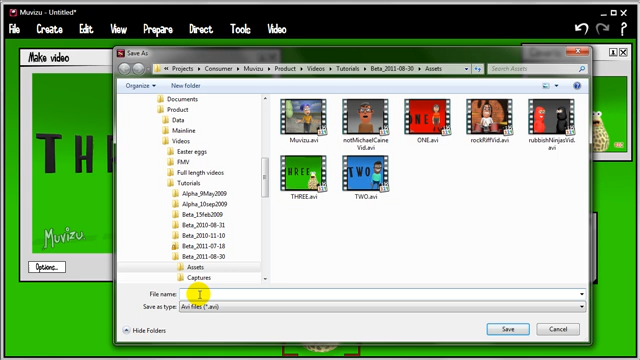 Muvizu - Untitled*
File Create Edit View Prepare Direct Tools Video
Make video
THREE
Muvizu
Options...
Save As
Projects Consumer Muvizu Product Videos Tutorials Beta_2011-08-30 Assets
Search Assets
Organize New folder
Documents
Product
Data
Mainline
Videos
Easter eggs
FMV
Full length videos
Tutorials
Alpha_9May2009
Alpha_10sep2009
Beta_15feb2009
Beta_2010-08-31
Beta_2010-11-10
Beta_2011-07-18
Beta_2011-08-30
Assets
Captures
Muvizu.avi
notMichaelCaineVid.avi
ONE.avi
rockRiffVid.avi
rubbishNinjasVid.avi
THREE.avi
TWO.avi
File name:
Save as type: Avi files (*.avi)
Hide Folders
Save
Cancel